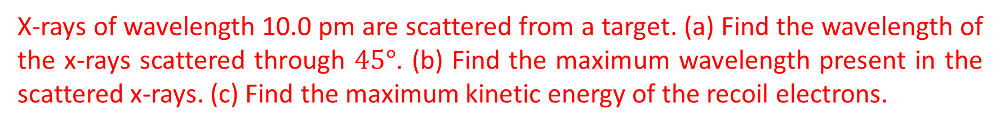 X-rays of wavelength 10.0 pm are scattered from a target. (a) Find the wavelength of
the x-rays scattered through 45°. (b) Find the maximum wavelength present in the
scattered x-rays. (c) Find the maximum kinetic energy of the recoil electrons.